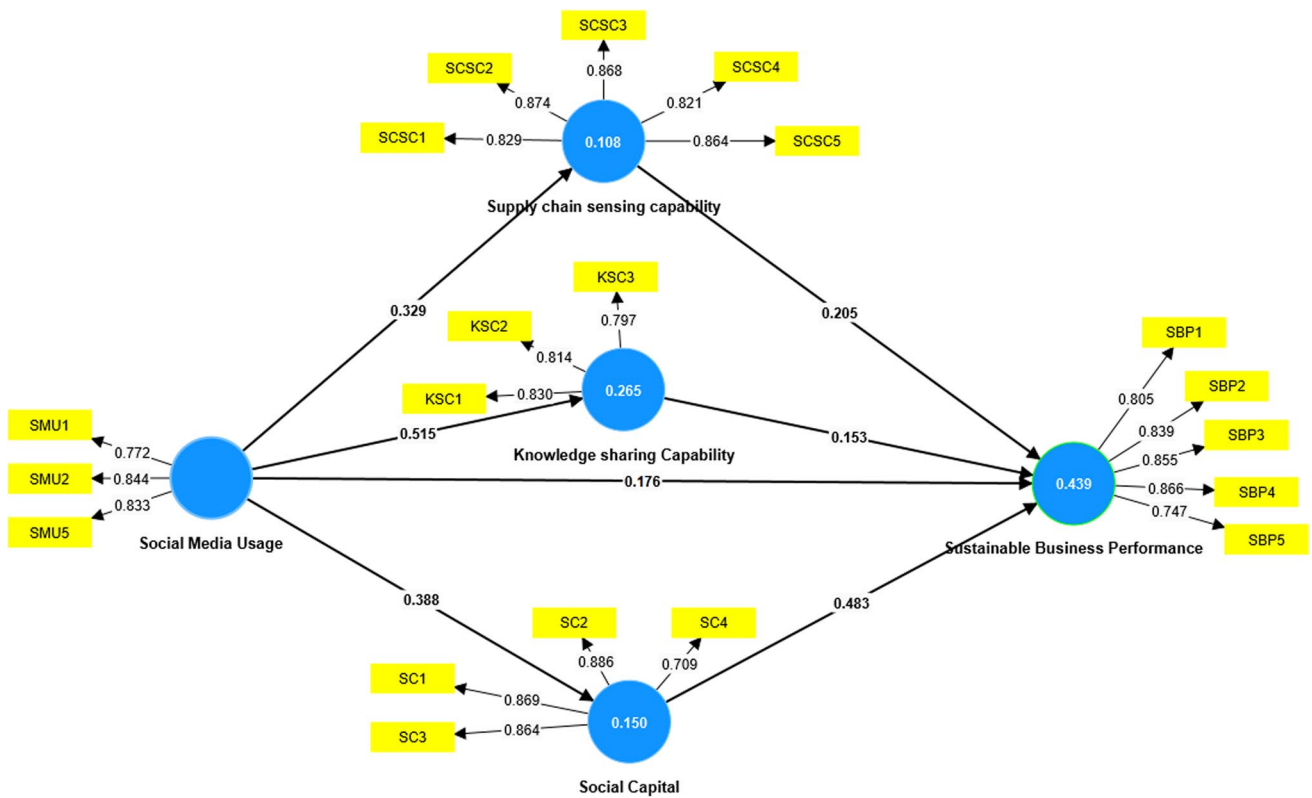 SCSC3
SCSC2
0.868
SCSC4
0.874
0.821
SCSC1
0.829
0.108
0.864
SCSC5
Supply chain sensing capability
KSC3
0.329
0.205
KSC2
0.797
SBP1
0.814
KSC1
0.830
0.265
0.805
SBP2
SMU1
0.515
0.153
0.839
SBP3
0.772
Knowledge sharing Capability
0.855
SMU2
0.844
0.176
0.439
0.866
SBP4
0.833
0.747
SMU5
Social Media Usage
Sustainable Business Performance
SBP5
0.388
0.483
SC2
SC4
0.886
0.709
SC1
0.869
SC3
0.864
0.150
Social Capital